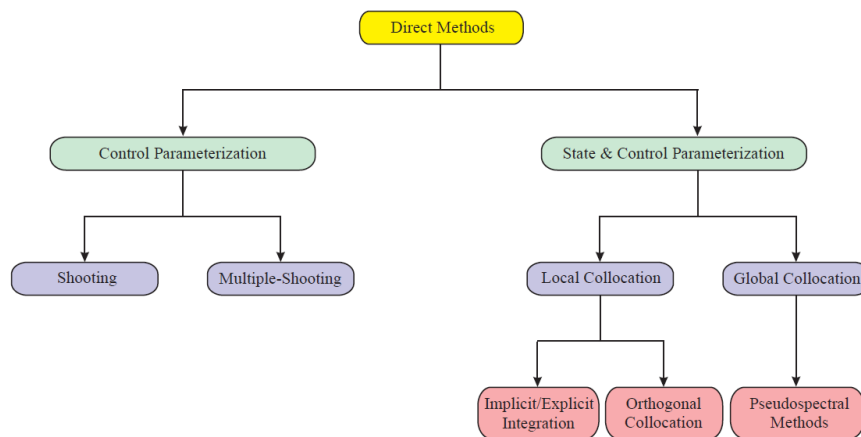 Direct Methods
Control Parameterization
State & Control Parameterization
Shooting
Multiple-Shooting
Local Collocation
Global Collocation
Implicit/Explicit
Integration
Orthogonal
Collocation
Pseudospectral
Methods